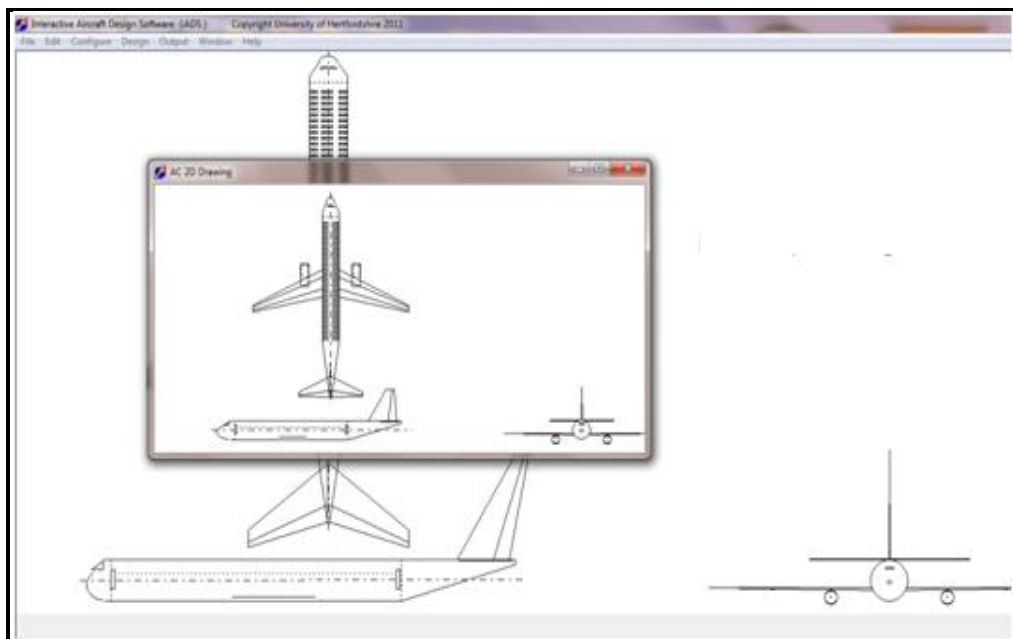 Interactive Aircraft Design Software (IADS) Copyright University of Hertfordshire 2011
File Edit Configure Design Output Window Help
AC 2D Drawing